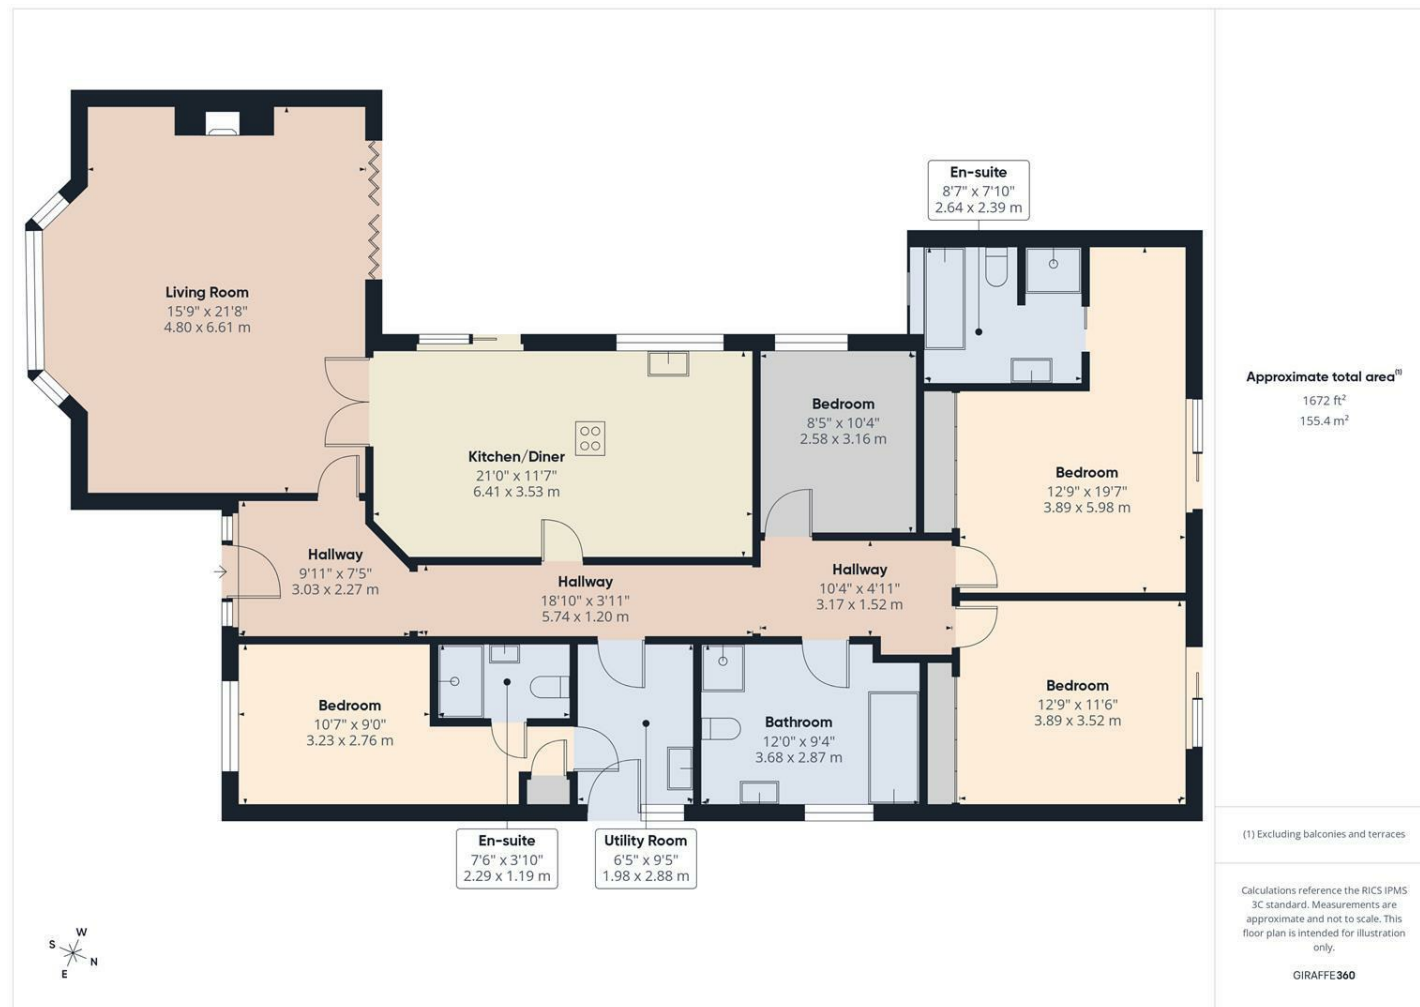 En-suite
8'7" x 7'10"
2.64 x 2.39 m
Living Room
15'9" x 21'8"
4.80 x 6.61 m
Kitchen/Diner
21'0" x 11'7"
6.41 x 3.53 m
Bedroom
8'5" x 10'4"
2.58 x 3.16 m
Bedroom
12'9" x 19'7"
3.89 x 5.98 m
Hallway
9'11" x 7'5"
3.03 x 2.27 m
Hallway
18'10" x 3'11"
5.74 x 1.20 m
Hallway
10'4" x 4'11"
3.17 x 1.52 m
Bedroom
10'7" x 9'0"
3.23 x 2.76 m
Bathroom
12'0" x 9'4"
3.68 x 2.87 m
Bedroom
12'9" x 11'6"
3.89 x 3.52 m
En-suite
7'6" x 3'10"
2.29 x 1.19 m
Utility Room
6'5" x 9'5"
1.98 x 2.88 m
W
S
N
E
Approximate total area(1)
1672 ft²
155.4 m²
(1) Excluding balconies and terraces
Calculations reference the RICS IPMS
3C standard. Measurements are
approximate and not to scale. This
floor plan is intended for illustration
only.
GIRAFFE360